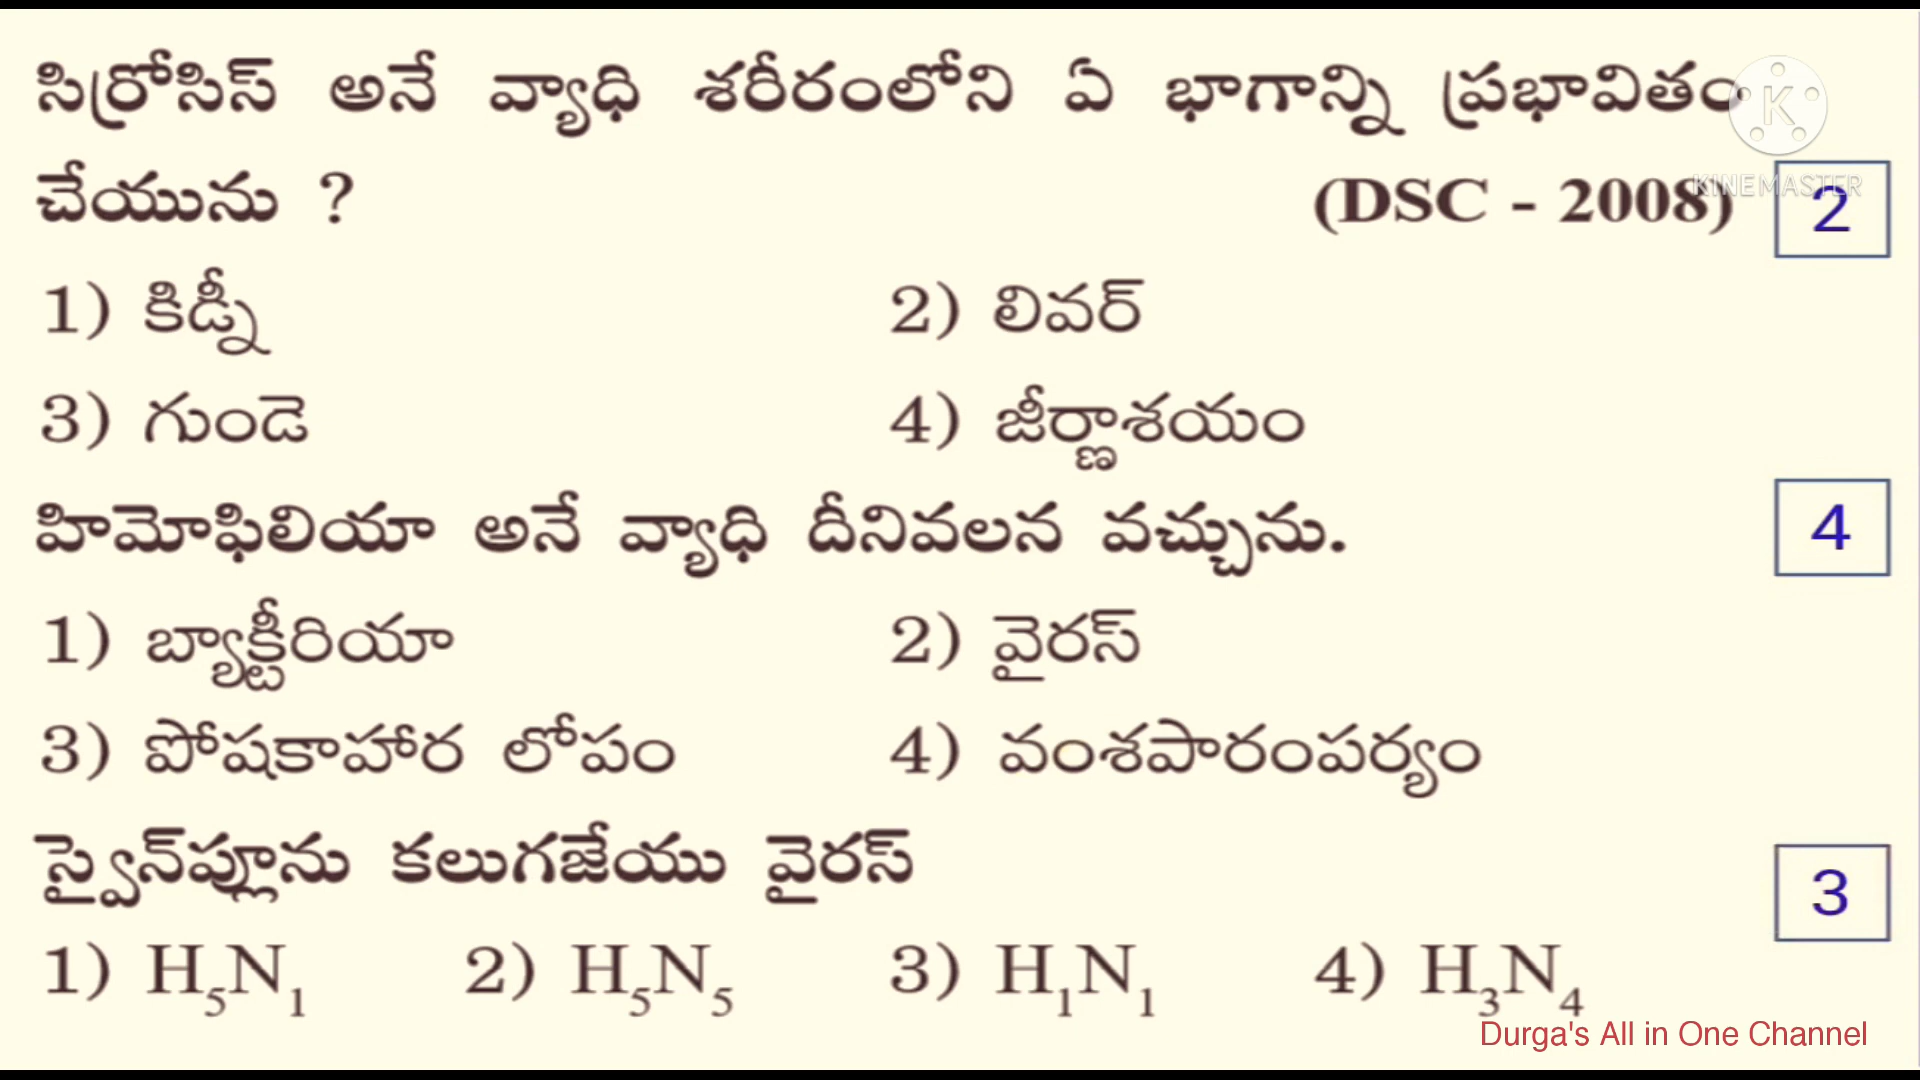 సిర్రోసిస్ అనే వ్యాధి శరీరంలోని ఏ భాగాన్ని ప్రభావితం
చేయును ? (DSC - 2008) 2
1) కిడ్నీ 2) లివర్
3) గుండె 4) జీర్ణాశయం
హిమోఫిలియా అనే వ్యాధి దీనివలన వచ్చును. 4
1) బ్యాక్టీరియా 2) వైరస్
3) పోషకాహార లోపం 4) వంశపారంపర్యం
స్వైన్‌ఫ్లూను కలుగజేయు వైరస్ 3
1) H₅N₁ 2) H₅N₅ 3) H₁N₁ 4) H₃N₄
K
KINEMASTER
Durga's All in One Channel